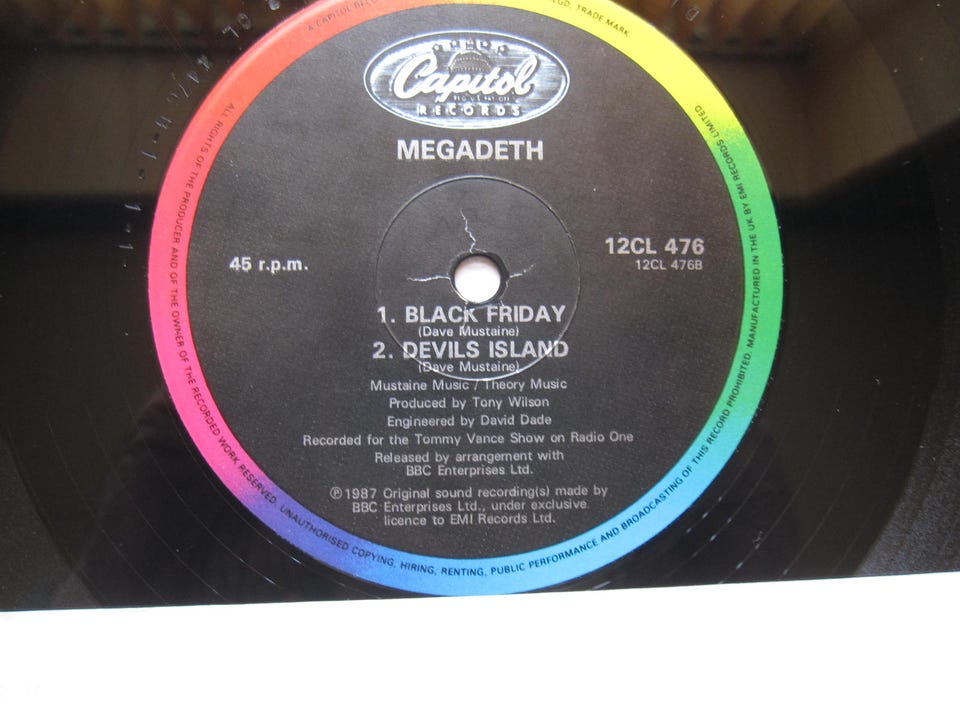 A CAPITOL
REGD. TRADE MARK.
Capitol
RECORDS
MEGADETH
45 r.p.m.
12CL 476
12CL 476B
1. BLACK FRIDAY
(Dave Mustaine)
2. DEVILS ISLAND
(Dave Mustaine)
Mustaine Music / Theory Music
Produced by Tony Wilson
Engineered by David Dade
Recorded for the Tommy Vance Show on Radio One
Released by arrangement with
BBC Enterprises Ltd.
℗1987 Original sound recording(s) made by
BBC Enterprises Ltd., under exclusive
licence to EMI Records Ltd.
ALL RIGHTS OF THE PRODUCER AND OF THE OWNER OF THE RECORDED WORK RESERVED. UNAUTHORISED COPYING, HIRING, RENTING, PUBLIC PERFORMANCE AND BROADCASTING OF THIS RECORD PROHIBITED. MANUFACTURED IN THE UK BY EMI RECORDS LIMITED.